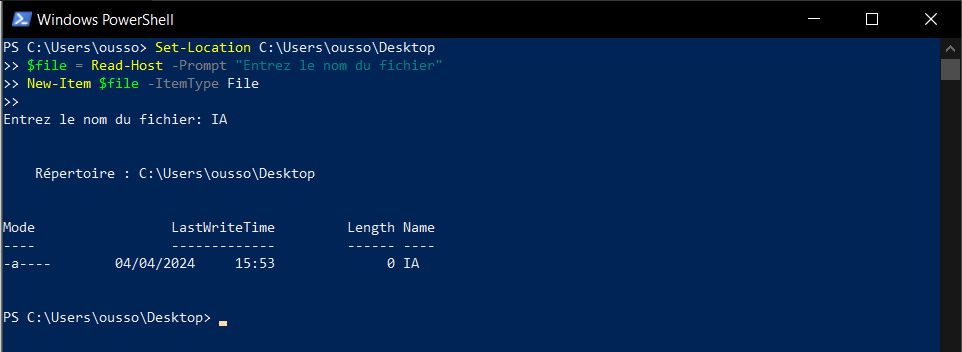 Windows PowerShell
PS C:\Users\ousso> Set-Location C:\Users\ousso\Desktop
>> $file = Read-Host -Prompt "Entrez le nom du fichier"
>> New-Item $file -ItemType File
>>
Entrez le nom du fichier: IA
Répertoire : C:\Users\ousso\Desktop
Mode LastWriteTime Length Name
---- ------------- ------ ----
-a---- 04/04/2024 15:53 0 IA
PS C:\Users\ousso\Desktop>